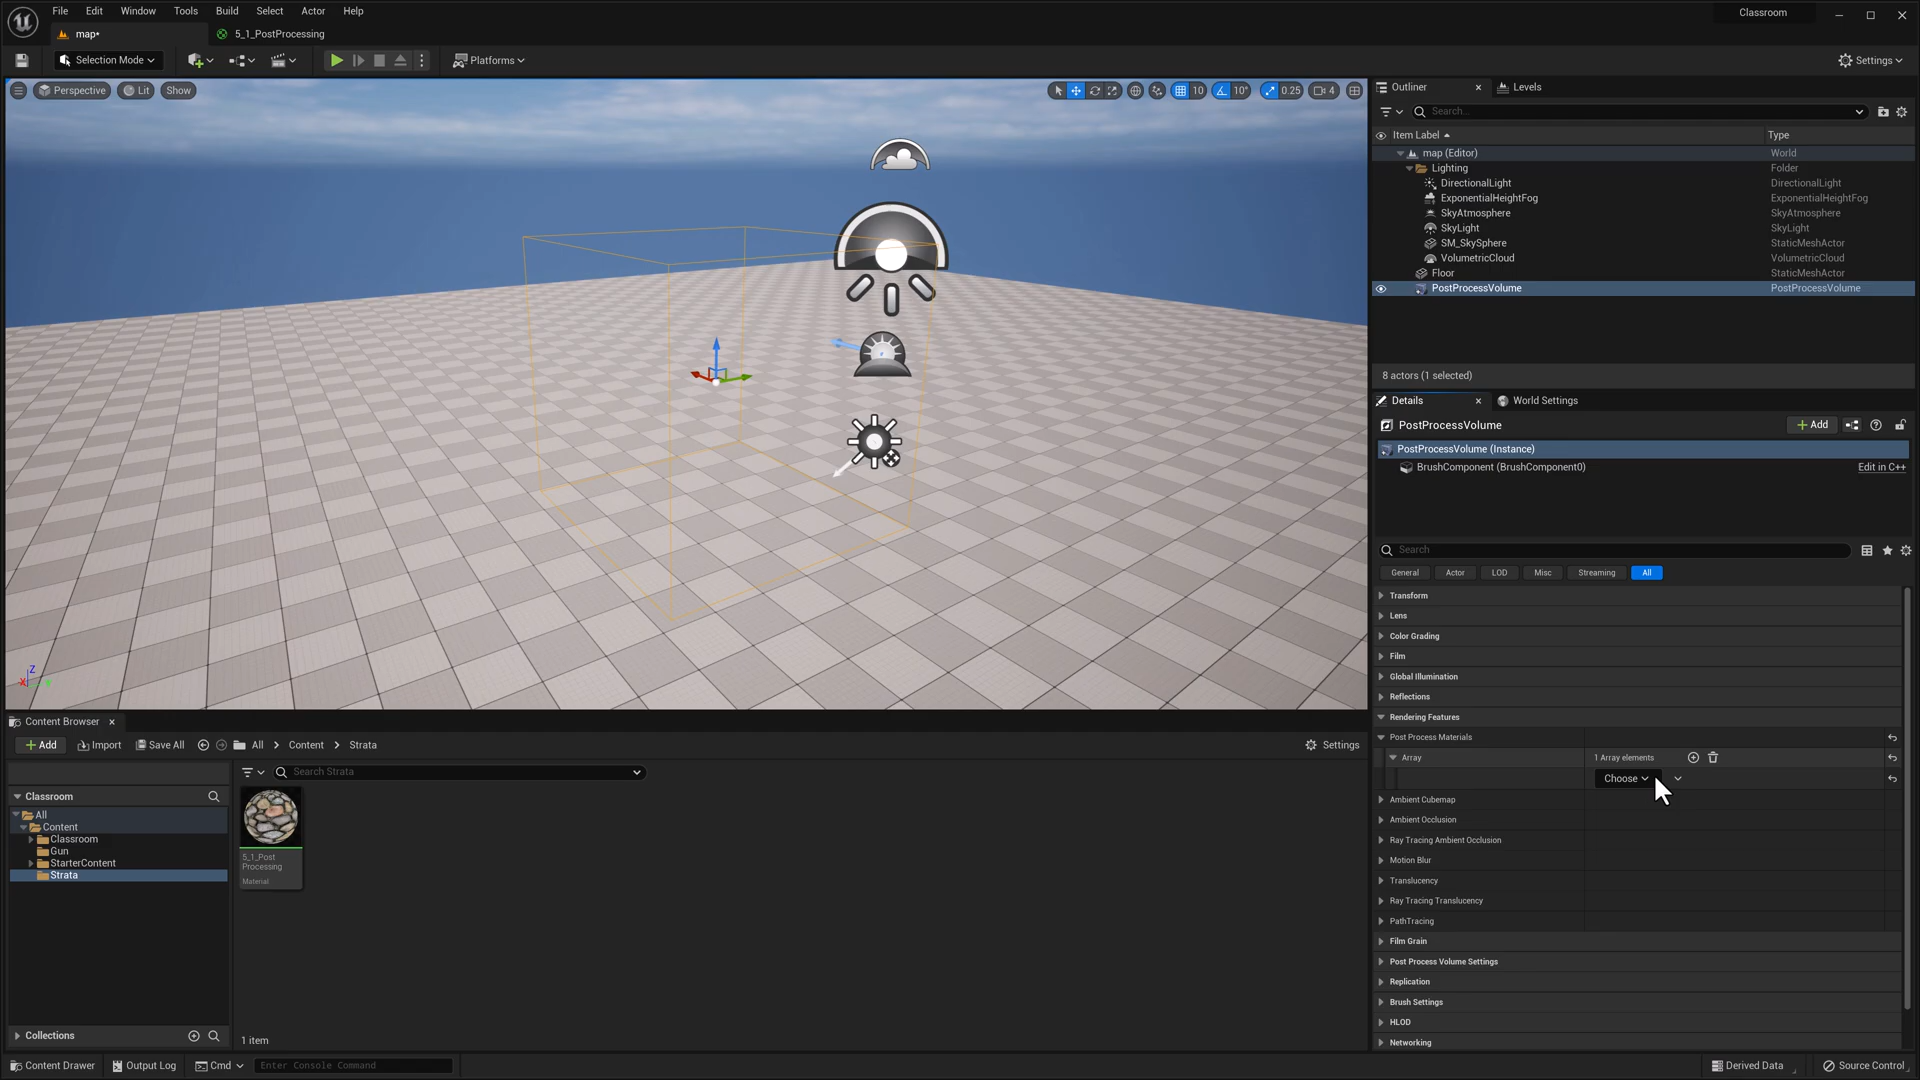 File Edit Window Tools Build Select Actor Help
Classroom
map*
5_1_PostProcessing
Selection Mode
Platforms
Settings
Perspective
Lit
Show
10
10°
0.25
4
Z
X
Outliner
Levels
Search...
Item Label
Type
map (Editor) World
Lighting Folder
DirectionalLight DirectionalLight
ExponentialHeightFog ExponentialHeightFog
SkyAtmosphere SkyAtmosphere
SkyLight SkyLight
SM_SkySphere StaticMeshActor
VolumetricCloud VolumetricCloud
Floor StaticMeshActor
PostProcessVolume PostProcessVolume
8 actors (1 selected)
Details
World Settings
PostProcessVolume
Add
PostProcessVolume (Instance)
BrushComponent (BrushComponent0)
Edit in C++
Search
General Actor LOD Misc Streaming All
Transform
Lens
Color Grading
Film
Global Illumination
Reflections
Rendering Features
Post Process Materials
Array
1 Array elements
Choose
Ambient Cubemap
Ambient Occlusion
Ray Tracing Ambient Occlusion
Motion Blur
Translucency
Ray Tracing Translucency
PathTracing
Film Grain
Post Process Volume Settings
Replication
Brush Settings
HLOD
Networking
Content Browser
Add
Import
Save All
All
Content
Strata
Settings
Search Strata
Classroom
All
Content
Classroom
Gun
StarterContent
Strata
5_1_Post
Processing
Material
Collections
1 item
Content Drawer
Output Log
Cmd
Enter Console Command
Derived Data
Source Control